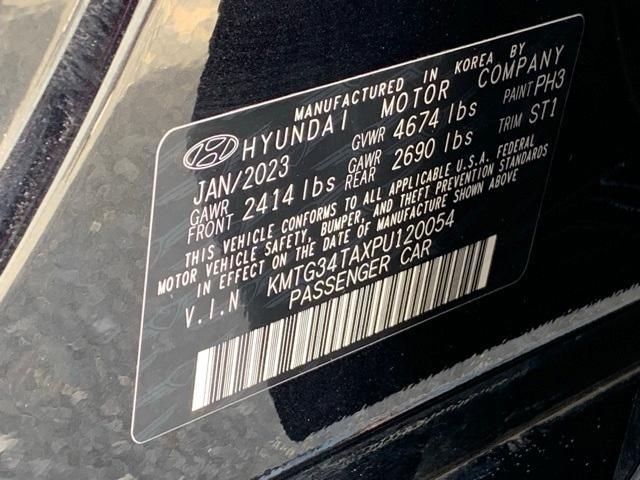 MANUFACTURED IN KOREA BY
HYUNDAI MOTOR COMPANY
JAN/2023 GVWR 4674 lbs PAINT PH3
GAWR FRONT 2414 lbs GAWR REAR 2690 lbs TRIM ST1
THIS VEHICLE CONFORMS TO ALL APPLICABLE U.S.A. FEDERAL
MOTOR VEHICLE SAFETY, BUMPER, AND THEFT PREVENTION STANDARDS
IN EFFECT ON THE DATE OF MANUFACTURE SHOWN ABOVE
V.I.N KMTG34TAXPU120054
PASSENGER CAR